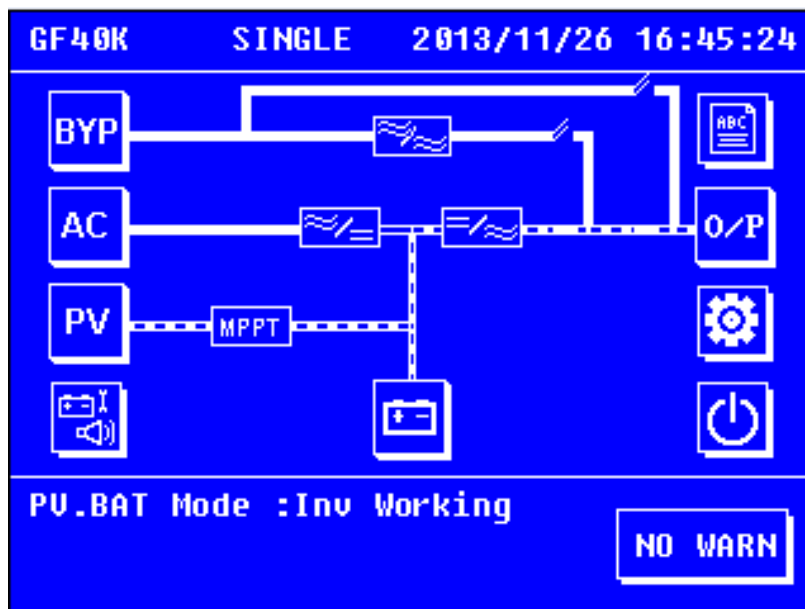 GF40K SINGLE 2013/11/26 16:45:24
BYP
ABC
AC
O/P
PV
MPPT
PV.BAT Mode :Inv Working
NO WARN